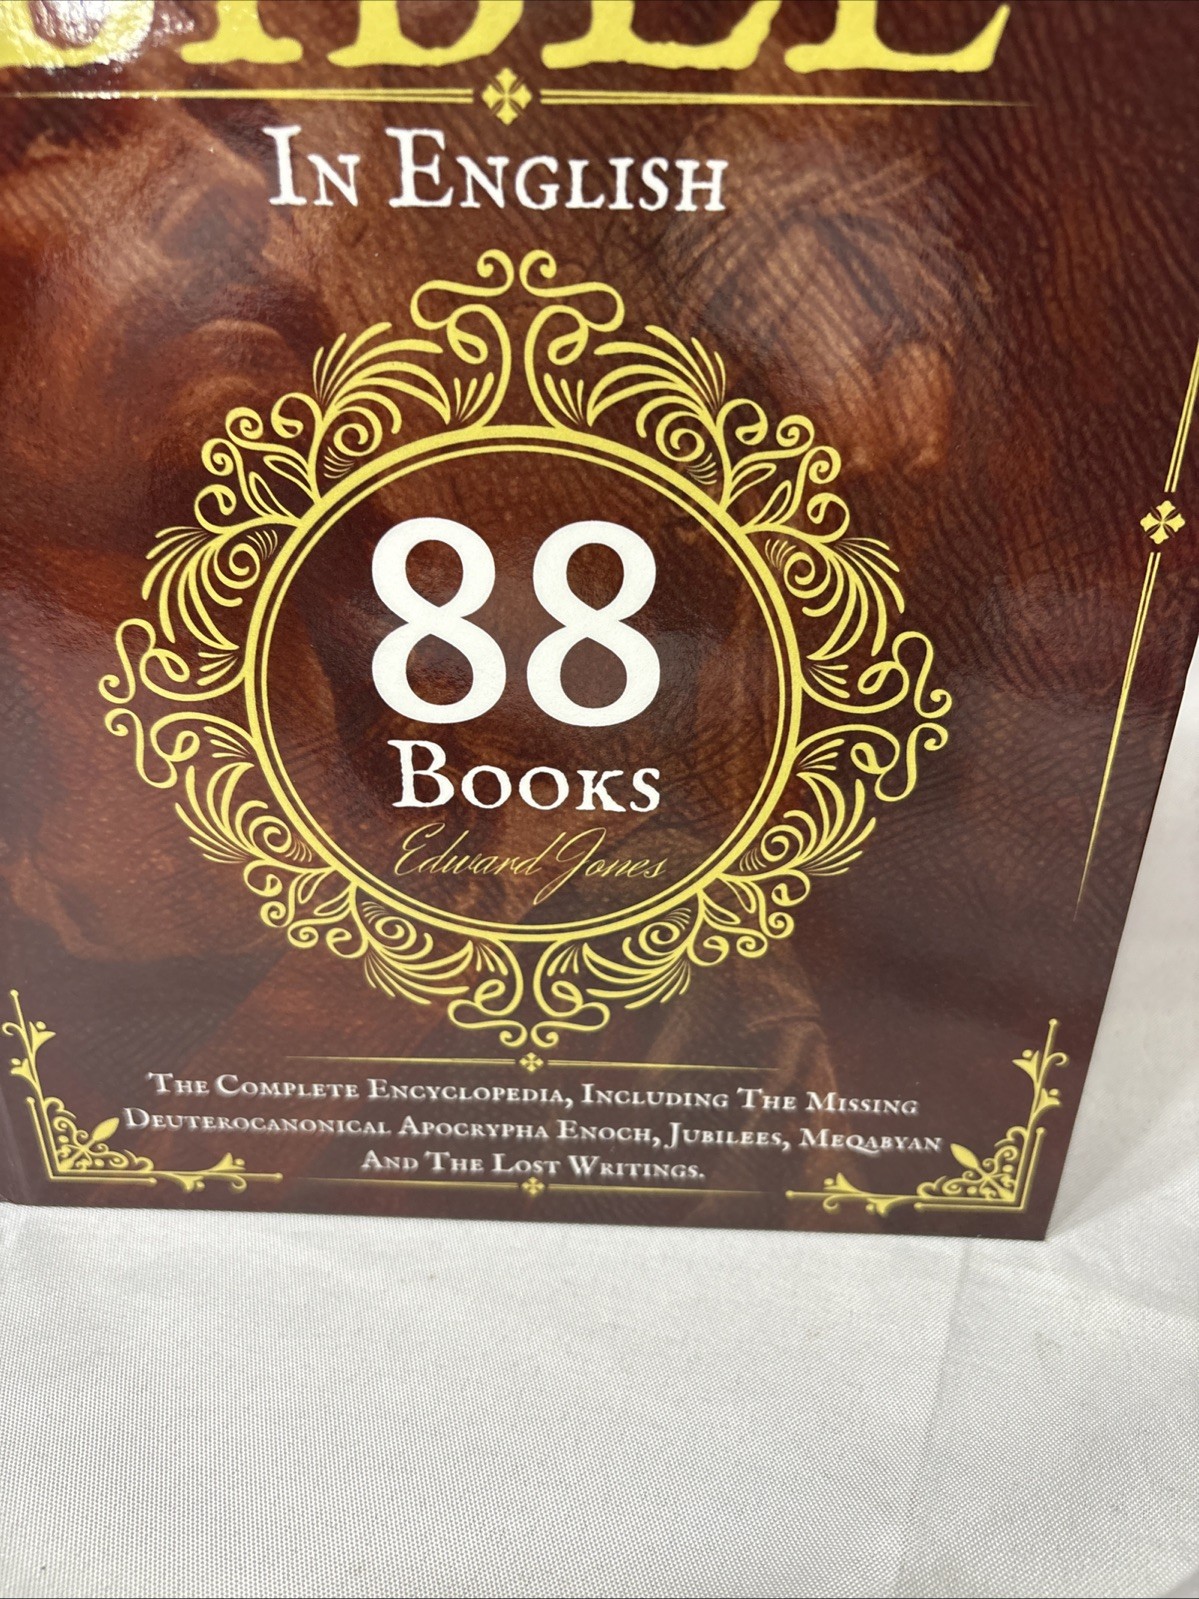 BIBLE
IN ENGLISH
88
BOOKS
Edward Jones
THE COMPLETE ENCYCLOPEDIA, INCLUDING THE MISSING
DEUTEROCANONICAL APOCRYPHA ENOCH, JUBILEES, MEQABYAN
AND THE LOST WRITINGS.